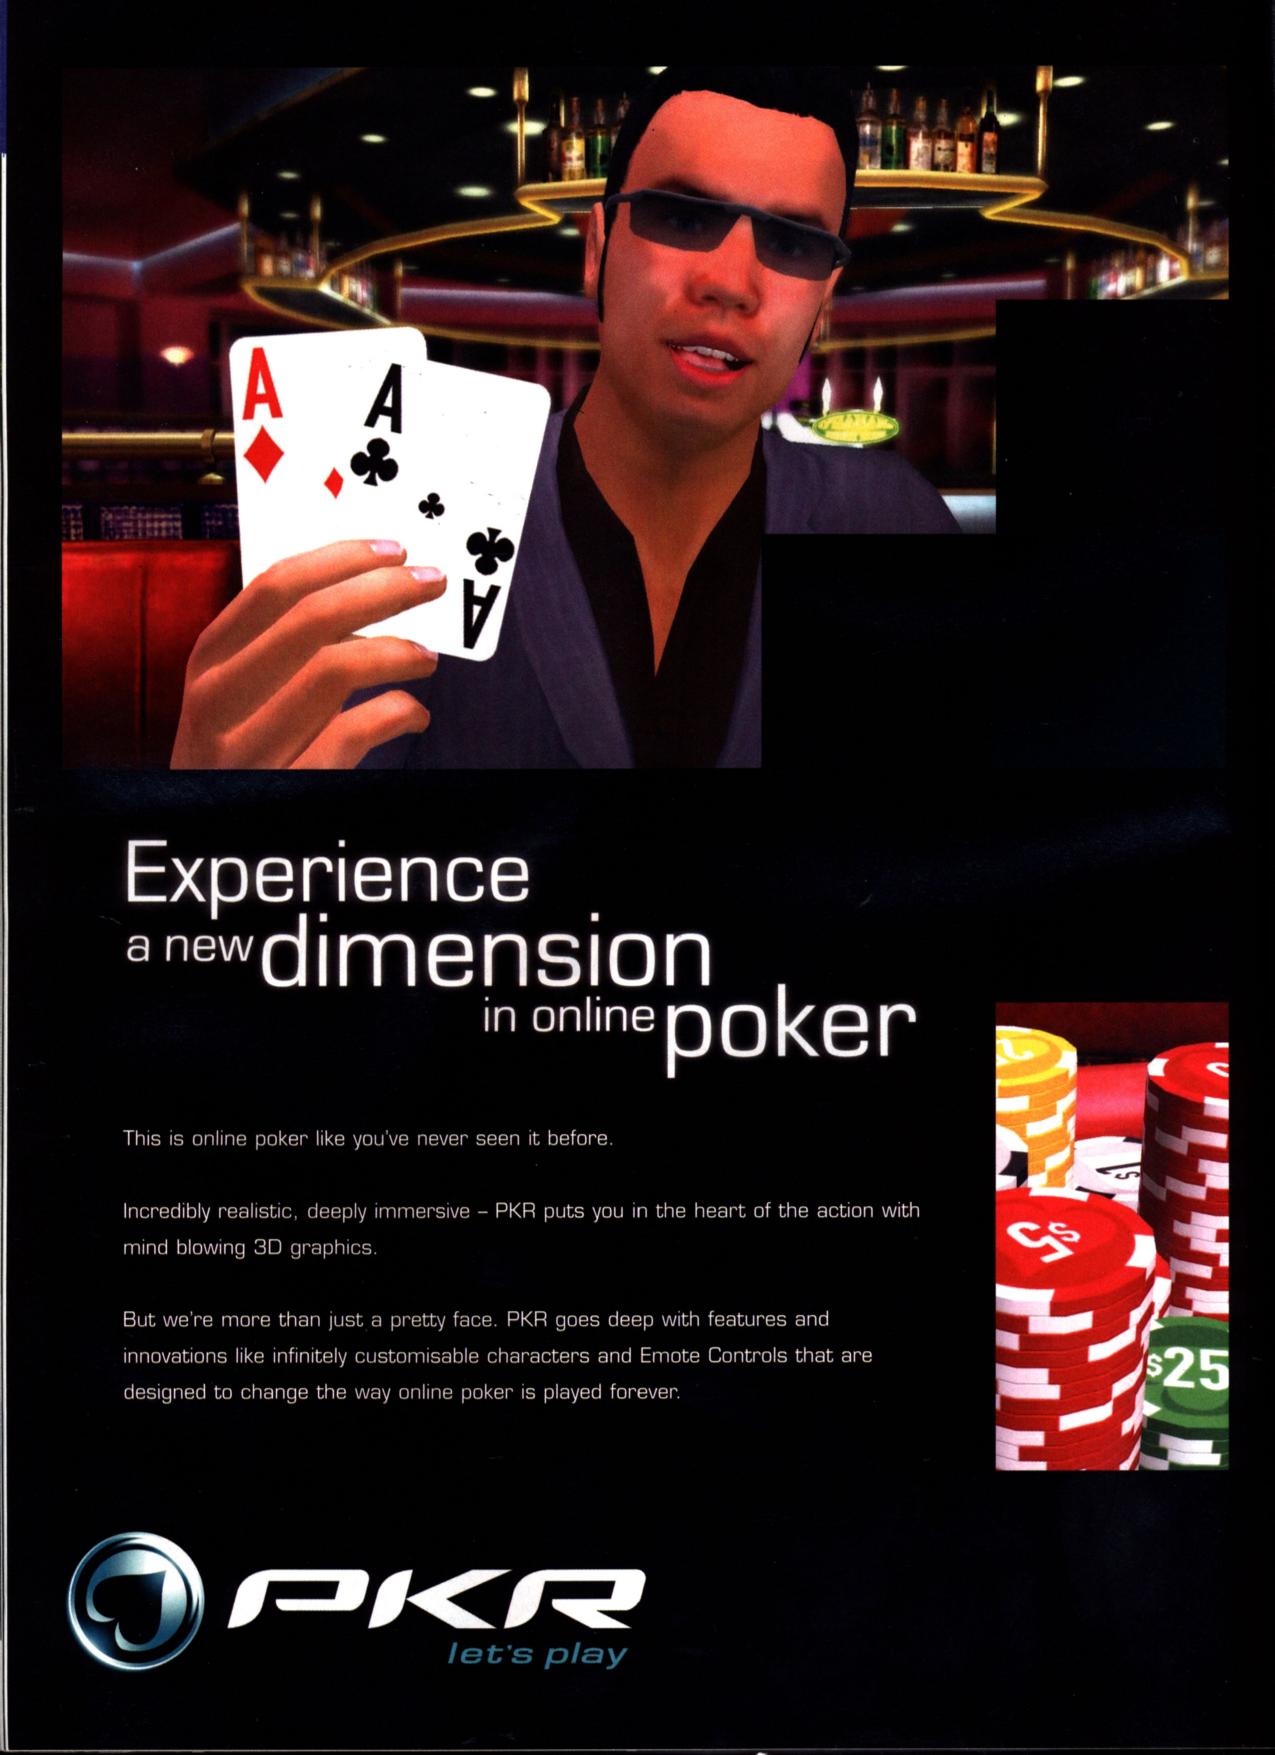 A
A
A
Experience
a new dimension
in online poker
This is online poker like you've never seen it before.
Incredibly realistic, deeply immersive – PKR puts you in the heart of the action with
mind blowing 3D graphics.
But we're more than just a pretty face. PKR goes deep with features and
innovations like infinitely customisable characters and Emote Controls that are
designed to change the way online poker is played forever.
$5
$25
PKR
let's play